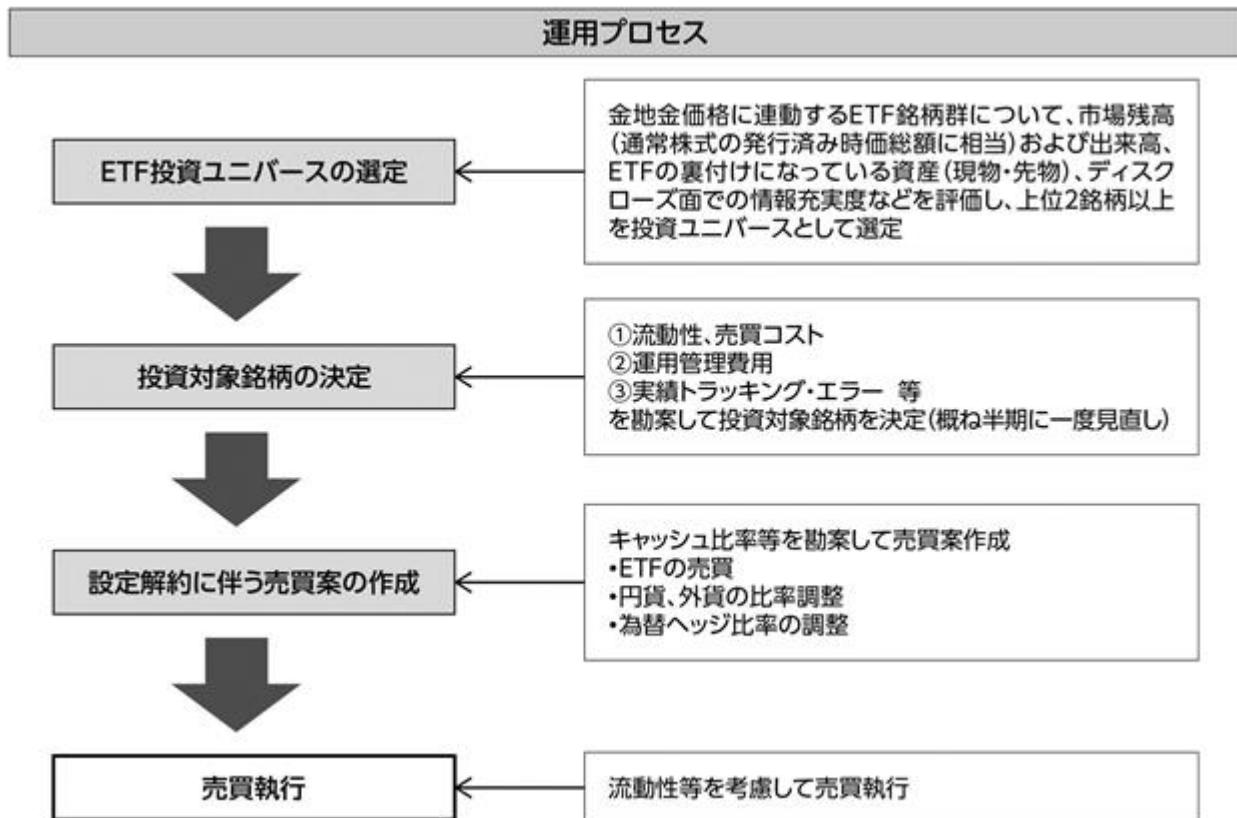 運用プロセス
ETF投資ユニバースの選定
金地金価格に連動するETF銘柄群について、市場残高
(通常株式の発行済み時価総額に相当)および出来高、
ETFの裏付けになっている資産(現物・先物)、ディスク
ローズ面での情報充実度などを評価し、上位2銘柄以上
を投資ユニバースとして選定
投資対象銘柄の決定
①流動性、売買コスト
②運用管理費用
③実績トラッキング・エラー 等
を勘案して投資対象銘柄を決定(概ね半期に一度見直し)
設定解約に伴う売買案の作成
キャッシュ比率等を勘案して売買案作成
•ETFの売買
•円貨、外貨の比率調整
•為替ヘッジ比率の調整
売買執行
流動性等を考慮して売買執行